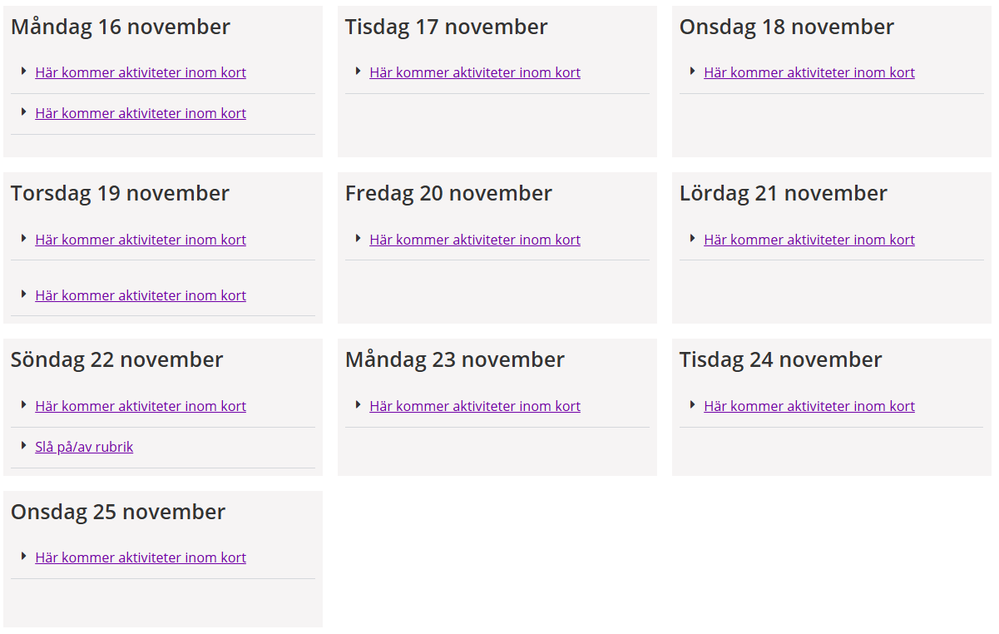 Måndag 16 november
Här kommer aktiviteter inom kort
Här kommer aktiviteter inom kort
Tisdag 17 november
Här kommer aktiviteter inom kort
Onsdag 18 november
Här kommer aktiviteter inom kort
Torsdag 19 november
Här kommer aktiviteter inom kort
Här kommer aktiviteter inom kort
Fredag 20 november
Här kommer aktiviteter inom kort
Lördag 21 november
Här kommer aktiviteter inom kort
Söndag 22 november
Här kommer aktiviteter inom kort
Slå på/av rubrik
Måndag 23 november
Här kommer aktiviteter inom kort
Tisdag 24 november
Här kommer aktiviteter inom kort
Onsdag 25 november
Här kommer aktiviteter inom kort